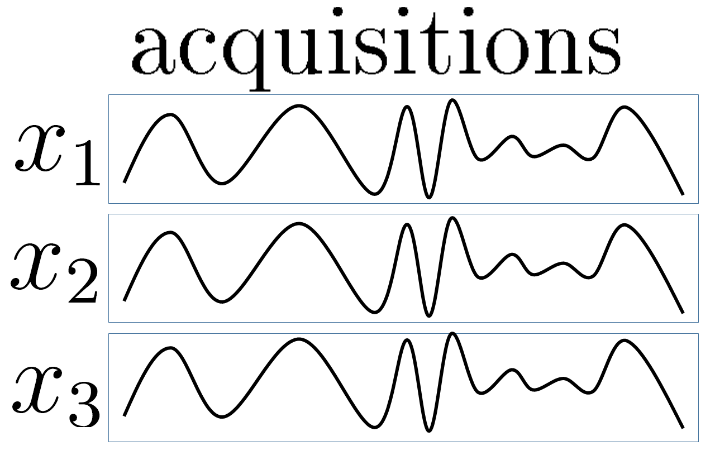 acquisitions
x₁
x₂
x₃